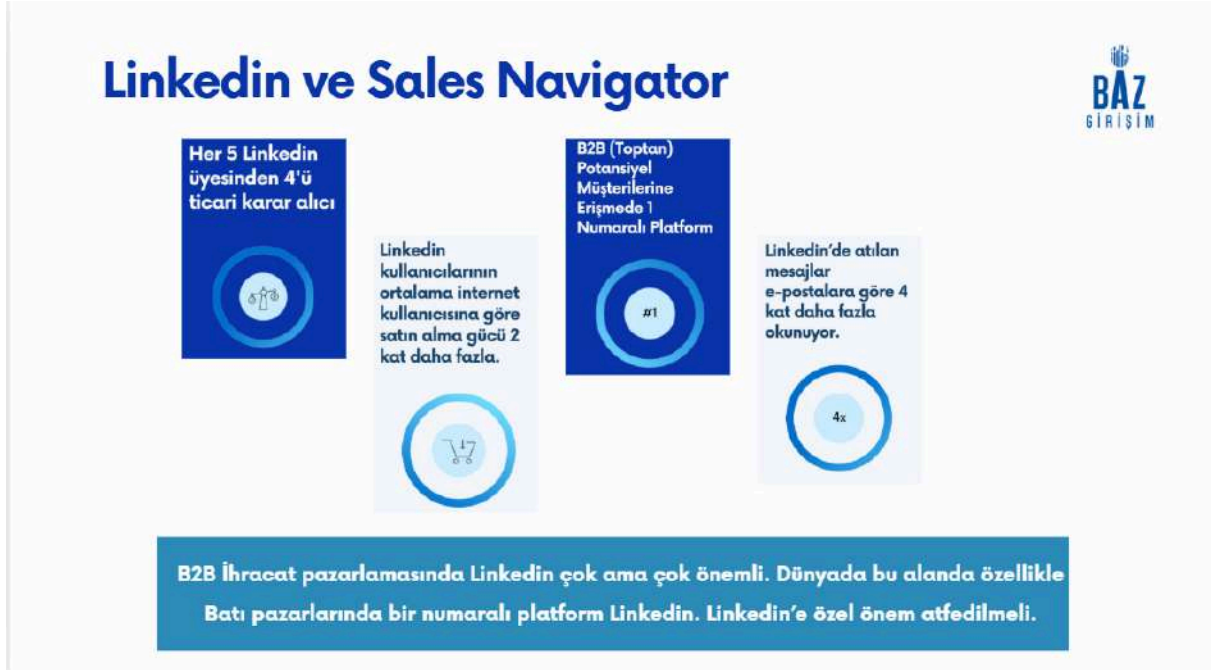 Linkedin ve Sales Navigator
BAZ
GİRİŞİM
Her 5 Linkedin
üyesinden 4'ü
ticari karar alıcı
Linkedin
kullanıcılarının
ortalama internet
kullanıcısına göre
satın alma gücü 2
kat daha fazla.
B2B (Toptan)
Potansiyel
Müşterilerine
Erişmede 1
Numaralı Platform
#1
Linkedin’de atılan
mesajlar
e-postalara göre 4
kat daha fazla
okunuyor.
4x
B2B İhracat pazarlamasında Linkedin çok ama çok önemli. Dünyada bu alanda özellikle
Batı pazarlarında bir numaralı platform Linkedin. Linkedin’e özel önem atfedilmeli.